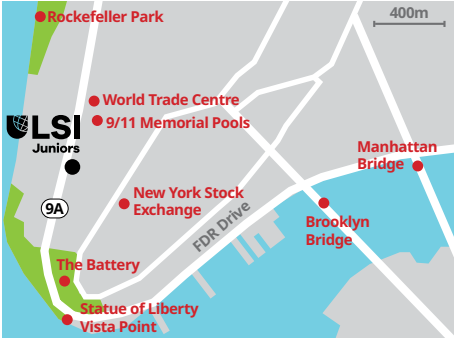 Rockefeller Park
400m
World Trade Centre
9/11 Memorial Pools
LSI
Juniors
Manhattan
Bridge
New York Stock
Exchange
9A
FDR Drive
Brooklyn
Bridge
The Battery
Statue of Liberty
Vista Point